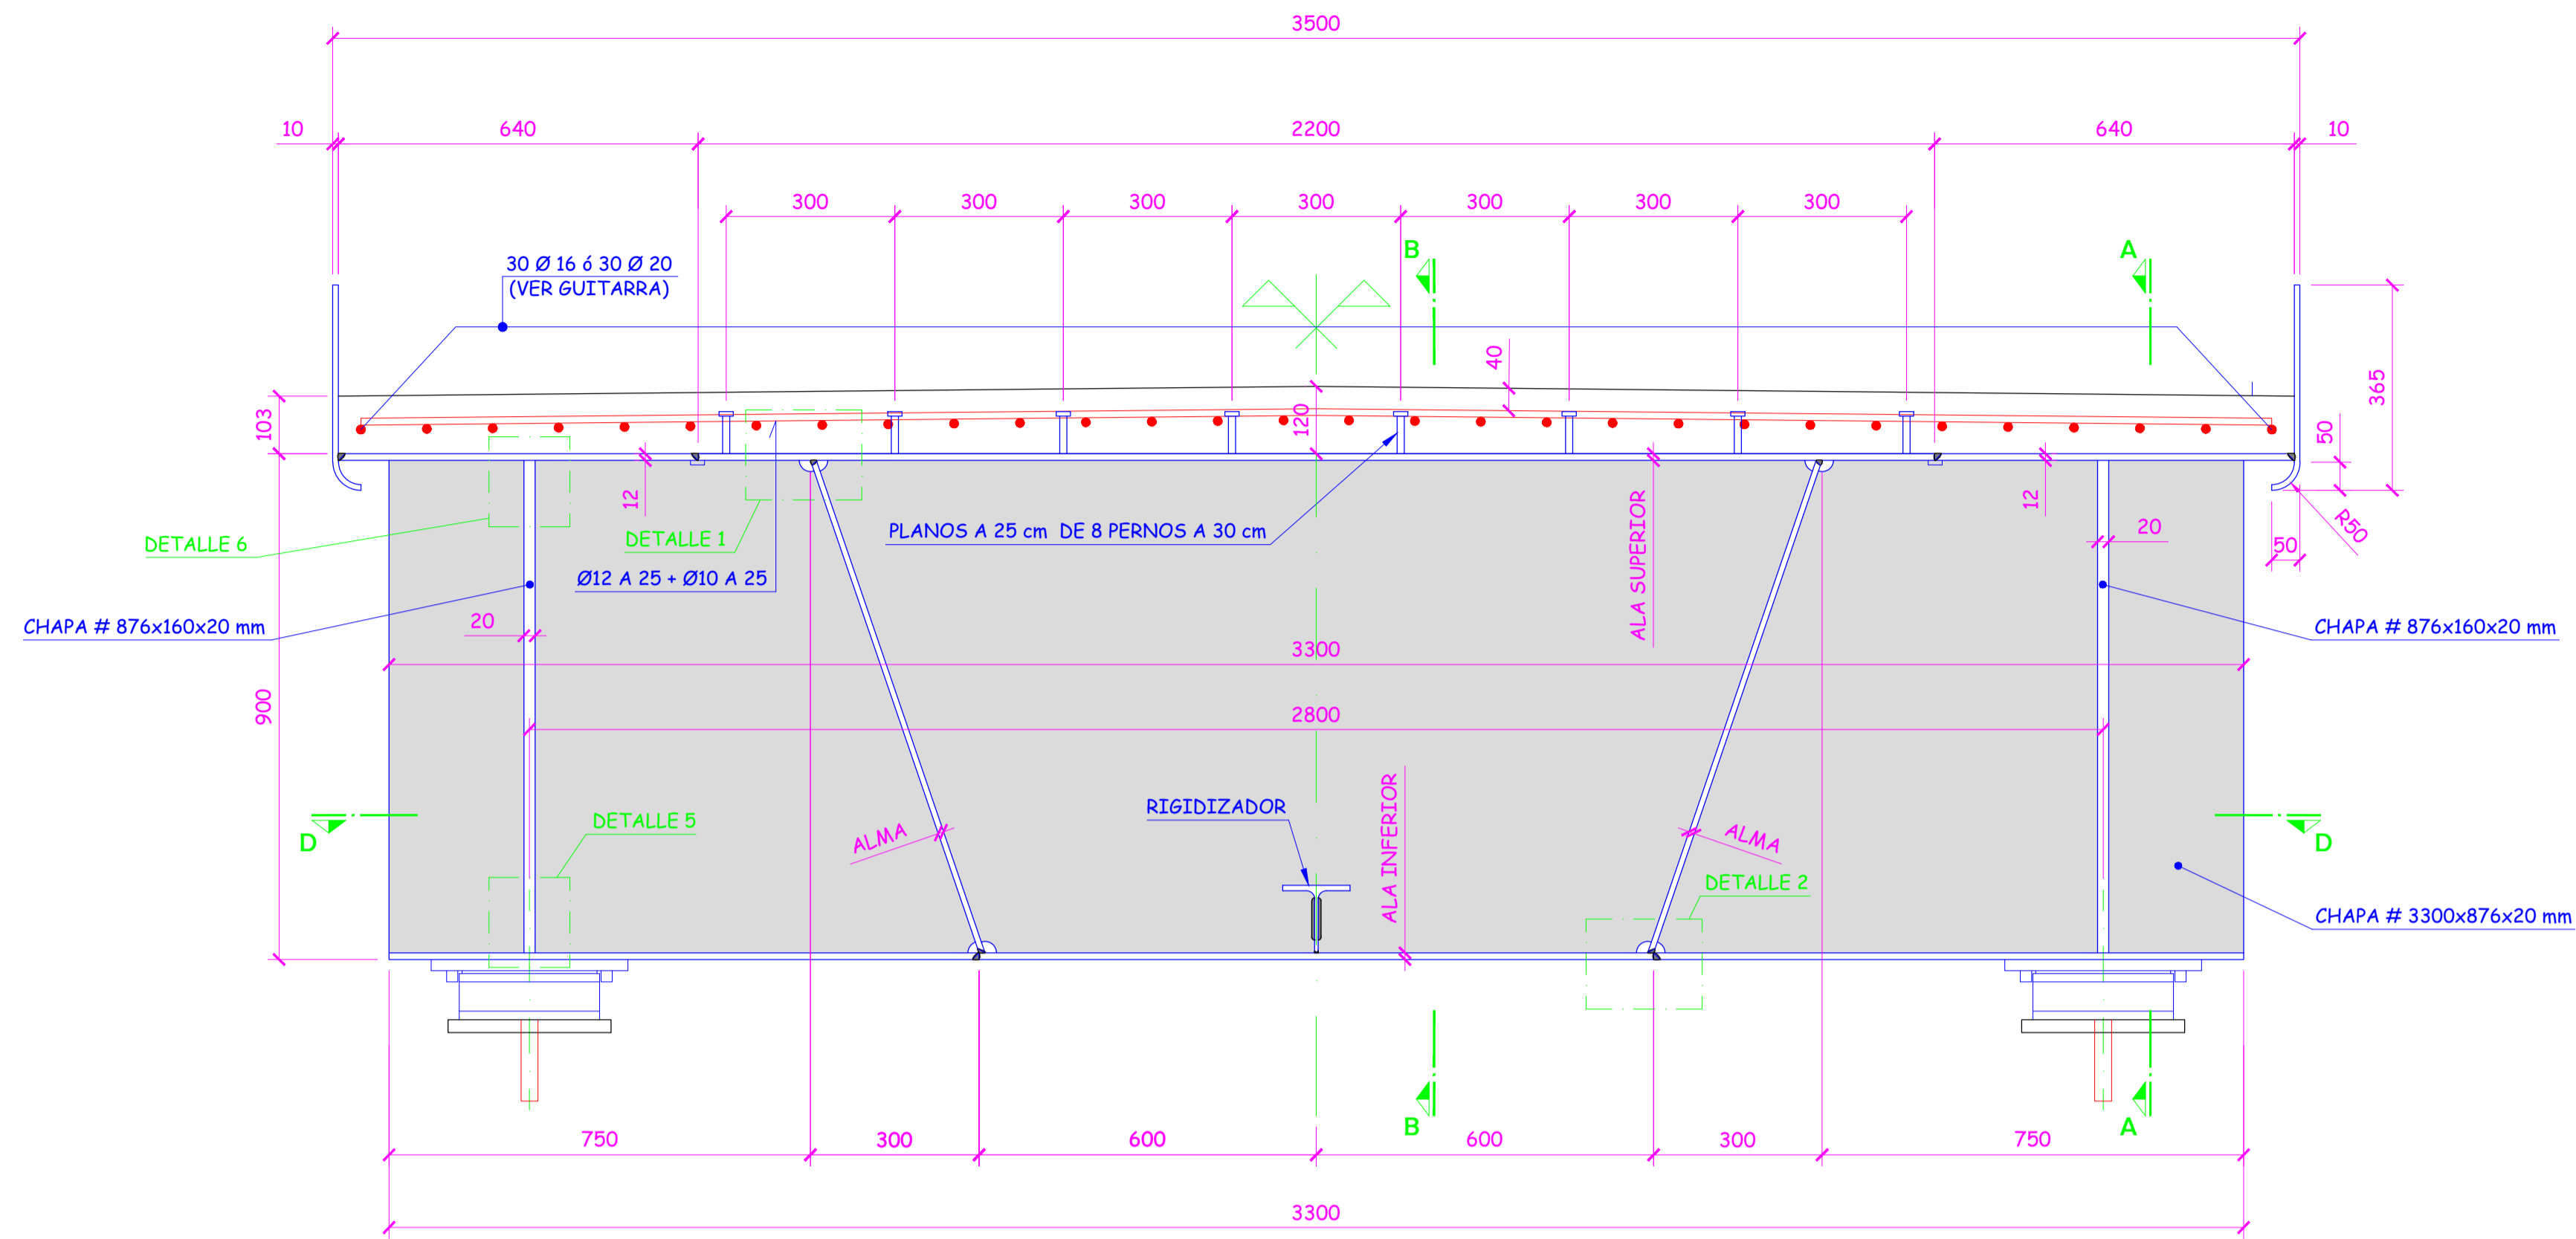 3500
10
640
2200
640
10
300
300
300
300
300
300
300
B
A
30 Ø 16 ó 30 Ø 20
(VER GUITARRA)
40
365
103
120
50
12
12
DETALLE 6
DETALLE 1
PLANOS A 25 cm  DE 8 PERNOS A 30 cm
ALA SUPERIOR
20
R50
50
Ø12 A 25 + Ø10 A 25
CHAPA # 876x160x20 mm
20
CHAPA # 876x160x20 mm
3300
900
2800
RIGIDIZADOR
ALA INFERIOR
DETALLE 5
D
ALMA
ALMA
D
DETALLE 2
CHAPA # 3300x876x20 mm
B
A
750
300
600
600
300
750
3300